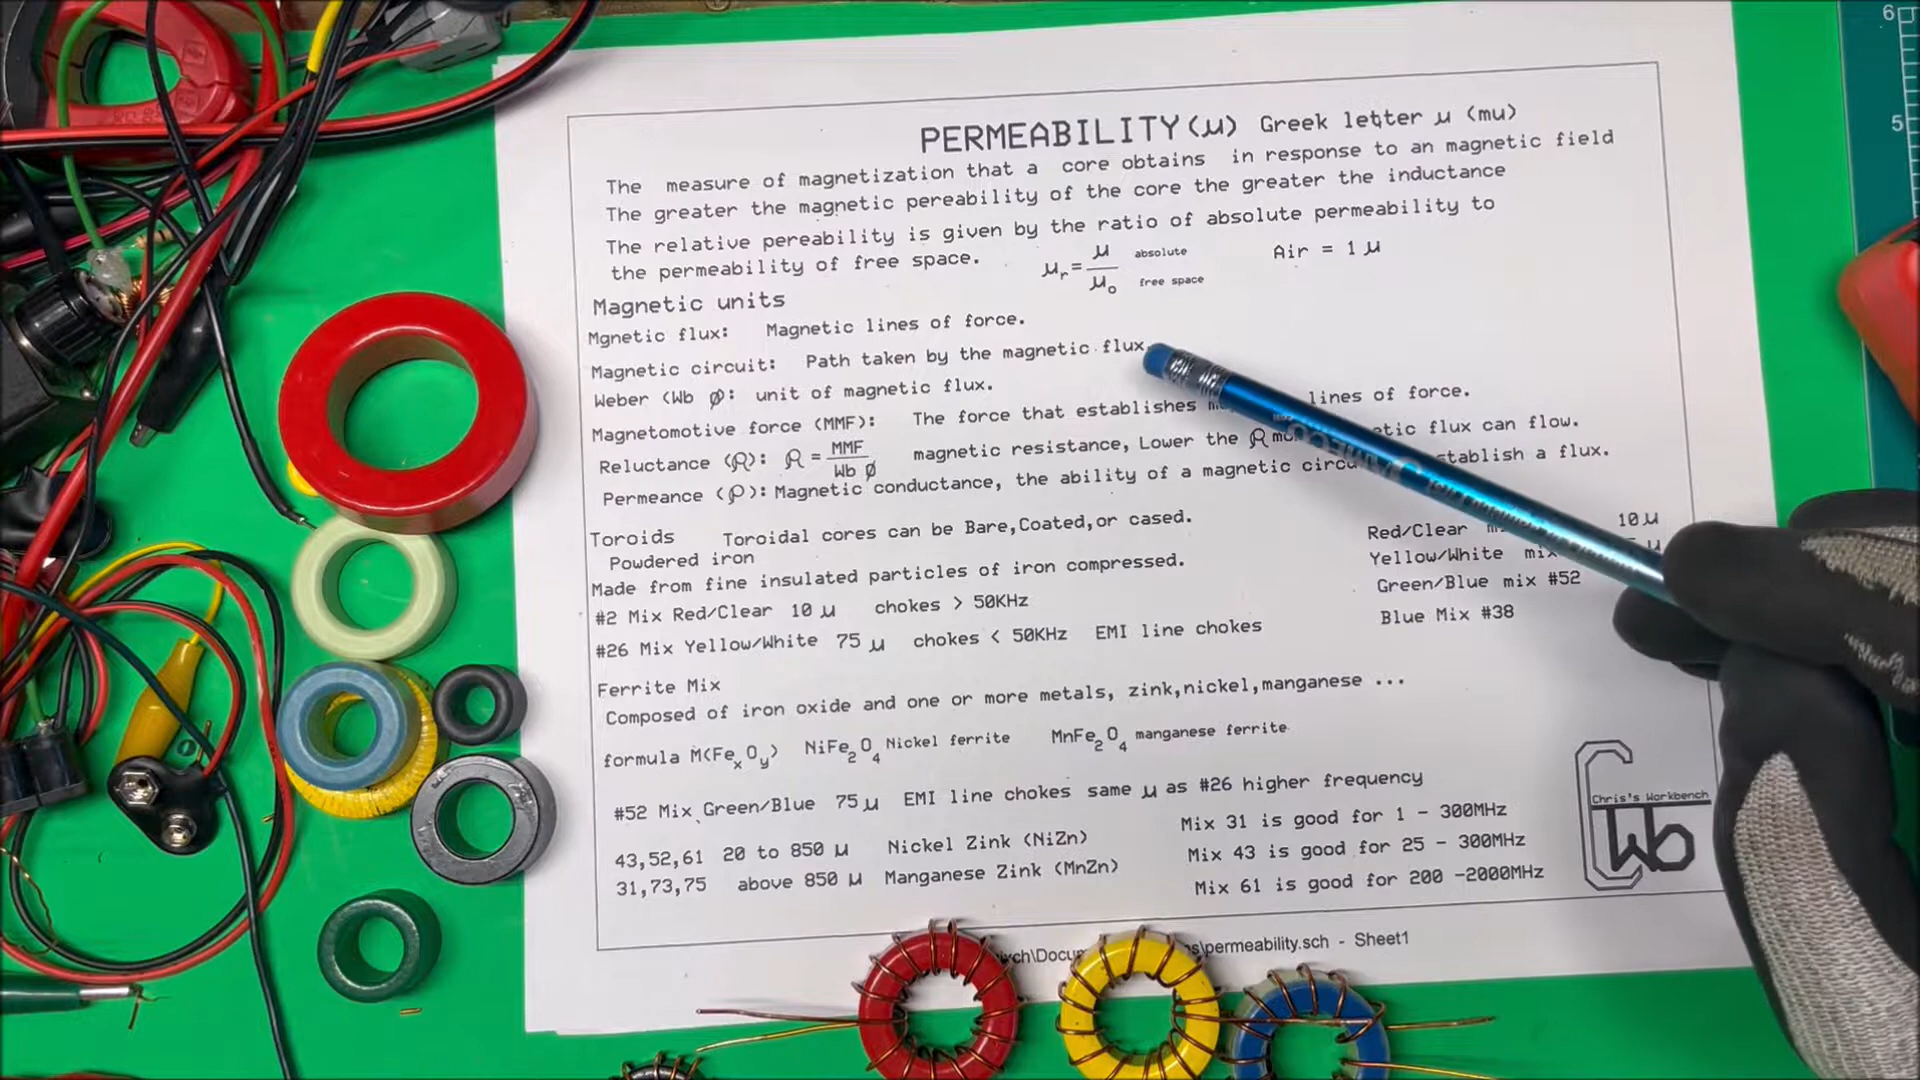 PERMEABILITY(μ) Greek letter μ (mu)
The measure of magnetization that a core obtains in response to an magnetic field
The greater the magnetic pereability of the core the greater the inductance
The relative pereability is given by the ratio of absolute permeability to
the permeability of free space. μr = μ/μo absolute free space Air = 1 μ
Magnetic units
Mgnetic flux: Magnetic lines of force.
Magnetic circuit: Path taken by the magnetic flux.
Weber (Wb Ø: unit of magnetic flux.
Magnetomotive force (MMF): The force that establishes lines of force.
Reluctance (ℛ): ℛ = MMF/Wb Ø magnetic resistance, Lower the ℛ flux can flow.
Permeance (℘): Magnetic conductance, the ability of a magnetic establish a flux.
Toroids Toroidal cores can be Bare,Coated,or cased.
Powdered iron
Made from fine insulated particles of iron compressed.
#2 Mix Red/Clear 10 μ chokes > 50KHz
#26 Mix Yellow/White 75 μ chokes < 50KHz EMI line chokes
Red/Clear 10 μ
Yellow/White mix μ
Green/Blue mix #52
Blue Mix #38
Ferrite Mix
Composed of iron oxide and one or more metals, zink,nickel,manganese ...
formula M(FexOy) NiFe2O4 Nickel ferrite MnFe2O4 manganese ferrite
#52 Mix Green/Blue 75 μ EMI line chokes same μ as #26 higher frequency
43,52,61 20 to 850 μ Nickel Zink (NiZn)
31,73,75 above 850 μ Manganese Zink (MnZn)
Mix 31 is good for 1 - 300MHz
Mix 43 is good for 25 - 300MHz
Mix 61 is good for 200 -2000MHz
Chris's Workbench
CWb
permeability.sch - Sheet1
6
5